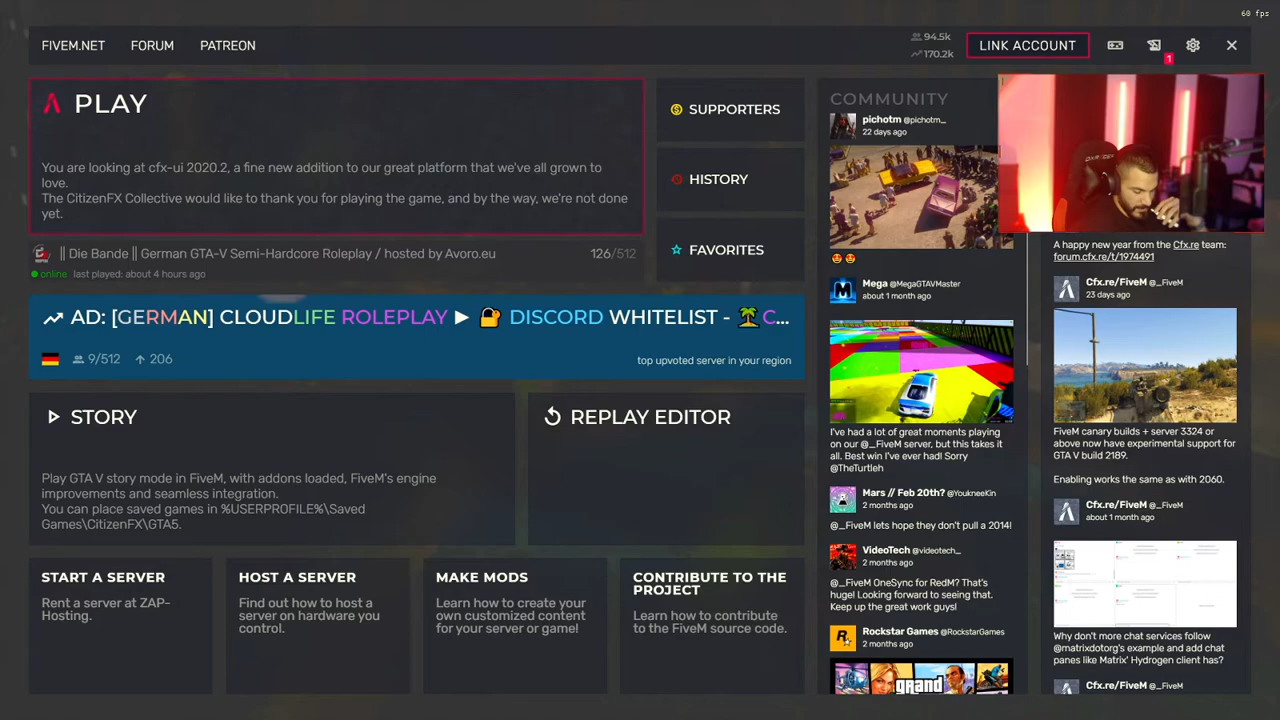 60 fps
FIVEM.NET
FORUM
PATREON
94.5k
170.2k
LINK ACCOUNT
1
PLAY
You are looking at cfx-ui 2020.2, a fine new addition to our great platform that we've all grown to
love.
The CitizenFX Collective would like to thank you for playing the game, and by the way, we're not done
yet.
|| Die Bande || German GTA-V Semi-Hardcore Roleplay / hosted by Avoro.eu
126/512
online last played: about 4 hours ago
SUPPORTERS
HISTORY
FAVORITES
AD: [GERMAN] CLOUDLIFE ROLEPLAY ► 🔐 DISCORD WHITELIST - 🏝️C...
9/512 206
top upvoted server in your region
STORY
Play GTA V story mode in FiveM, with addons loaded, FiveM's engine
improvements and seamless integration.
You can place saved games in %USERPROFILE%\Saved
Games\CitizenFX\GTA5.
REPLAY EDITOR
START A SERVER
Rent a server at ZAP-
Hosting.
HOST A SERVER
Find out how to host a
server on hardware you
control.
MAKE MODS
Learn how to create your
own customized content
for your server or game!
CONTRIBUTE TO THE
PROJECT
Learn how to contribute
to the FiveM source code.
COMMUNITY
pichotm @pichotm_
22 days ago
😍😍
Mega @MegaGTAVMaster
about 1 month ago
I've had a lot of great moments playing
on our @_FiveM server, but this takes it
all. Best win I've ever had! Sorry
@TheTurtleh
Mars // Feb 20th? @YoukneeKin
2 months ago
@_FiveM lets hope they don't pull a 2014!
VideoTech @videotech_
2 months ago
@_FiveM OneSync for RedM? That's
huge! Looking forward to seeing that.
Keep up the great work guys!
Rockstar Games @RockstarGames
2 months ago
grand
A happy new year from the Cfx.re team:
forum.cfx.re/t/1974491
Cfx.re/FiveM @_FiveM
23 days ago
FiveM canary builds + server 3324 or
above now have experimental support for
GTA V build 2189.
Enabling works the same as with 2060.
Cfx.re/FiveM @_FiveM
about 1 month ago
Why don't more chat services follow
@matrixdotorg's example and add chat
panes like Matrix' Hydrogen client has?
Cfx.re/FiveM @_FiveM